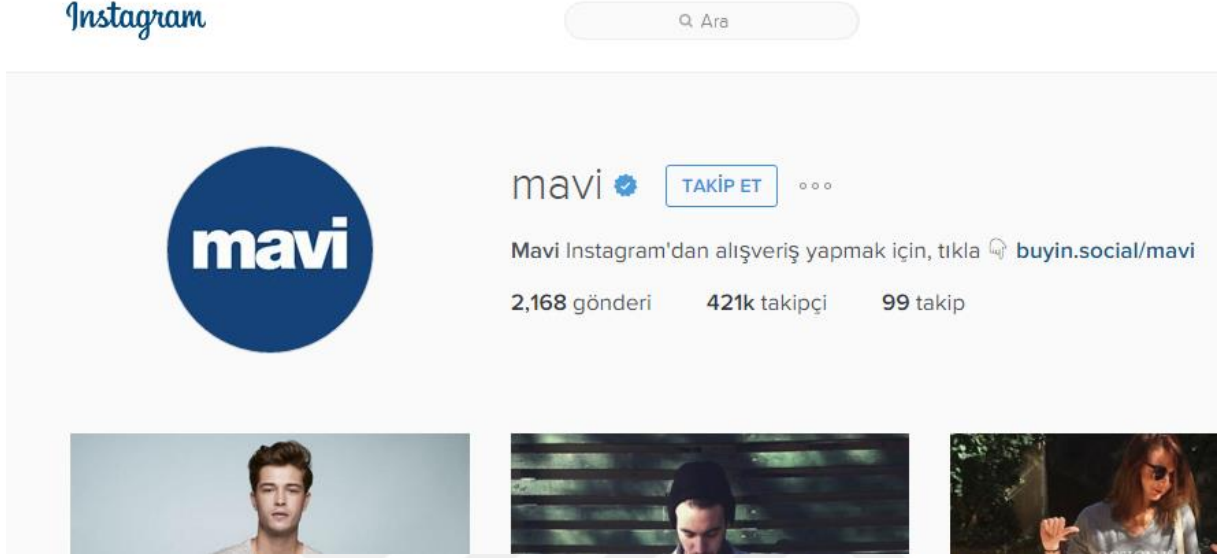 Instagram
Ara
mavi
mavi TAKİP ET
Mavi Instagram'dan alışveriş yapmak için, tıkla 👇 buyin.social/mavi
2,168 gönderi 421k takipçi 99 takip